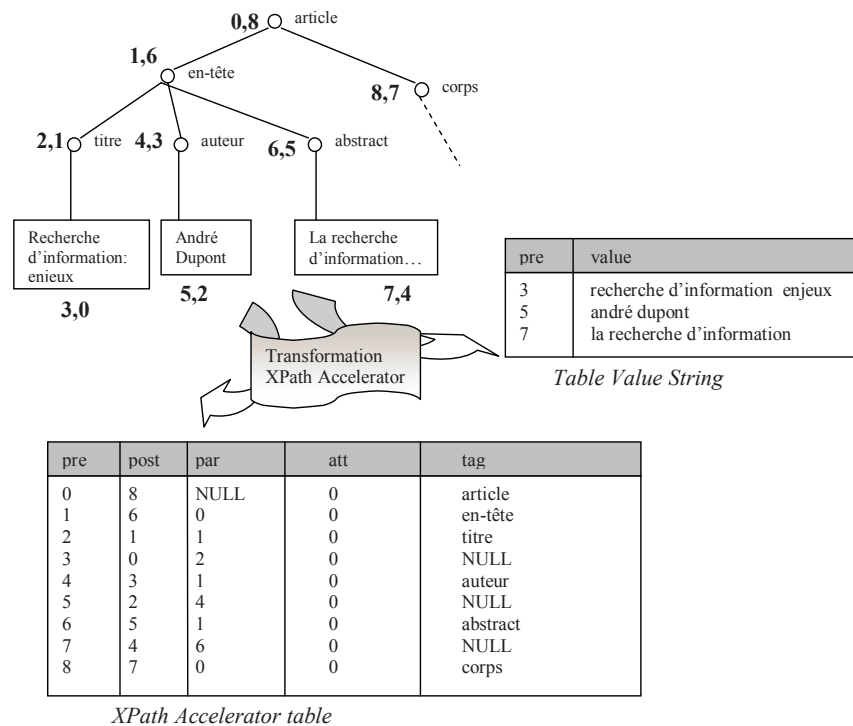 0,8 article
1,6 en-tête
8,7 corps
2,1 titre 4,3 auteur 6,5 abstract
Recherche
d'information:
enieux
3,0
André
Dupont
5,2
La recherche
d'information…
7,4
Transformation
XPath Accelerator
pre value
3 recherche d'information enjeux
5 andré dupont
7 la recherche d'information
Table Value String
pre post par att tag
0 8 NULL 0 article
1 6 0 0 en-tête
2 1 1 0 titre
3 0 2 0 NULL
4 3 1 0 auteur
5 2 4 0 NULL
6 5 1 0 abstract
7 4 6 0 NULL
8 7 0 0 corps
XPath Accelerator table